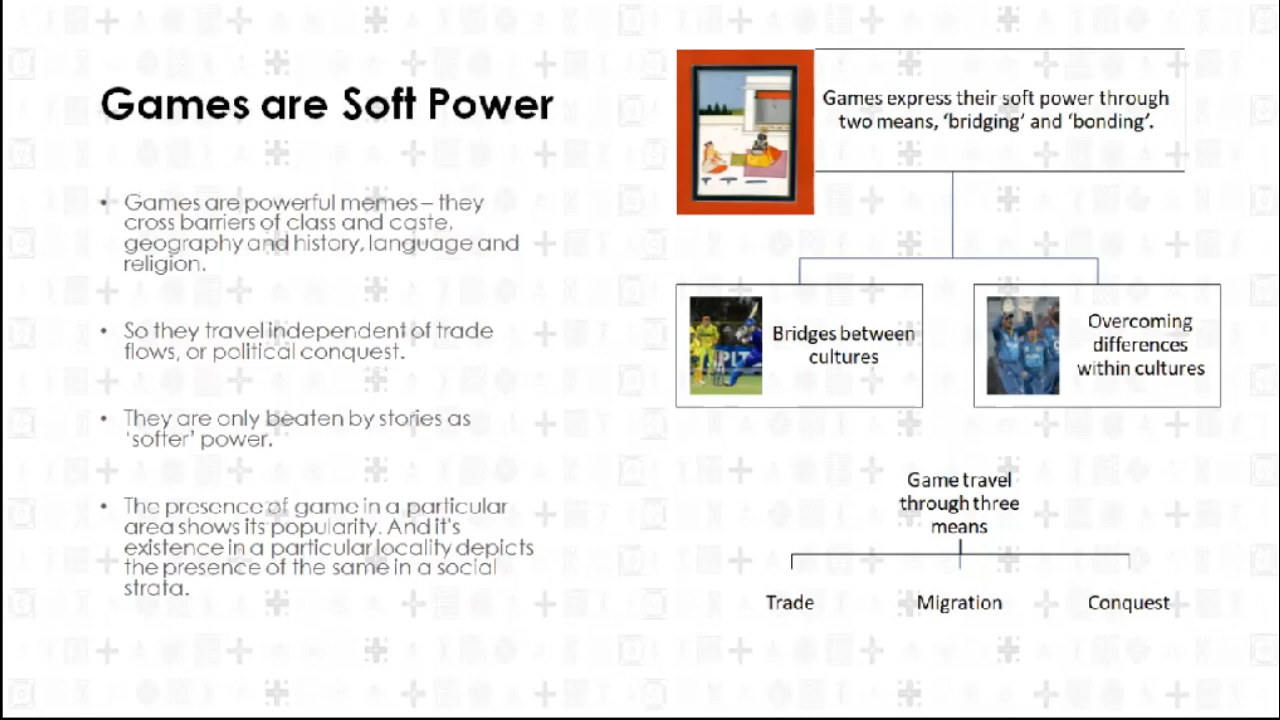 Games are Soft Power
• Games are powerful memes – they
cross barriers of class and caste,
geography and history, language and
religion.
• So they travel independent of trade
flows, or political conquest.
• They are only beaten by stories as
'softer' power.
• The presence of game in a particular
area shows its popularity. And it's
existence in a particular locality depicts
the presence of the same in a social
strata.
Games express their soft power through
two means, 'bridging' and 'bonding'.
Bridges between
cultures
Overcoming
differences
within cultures
Game travel
through three
means
Trade
Migration
Conquest